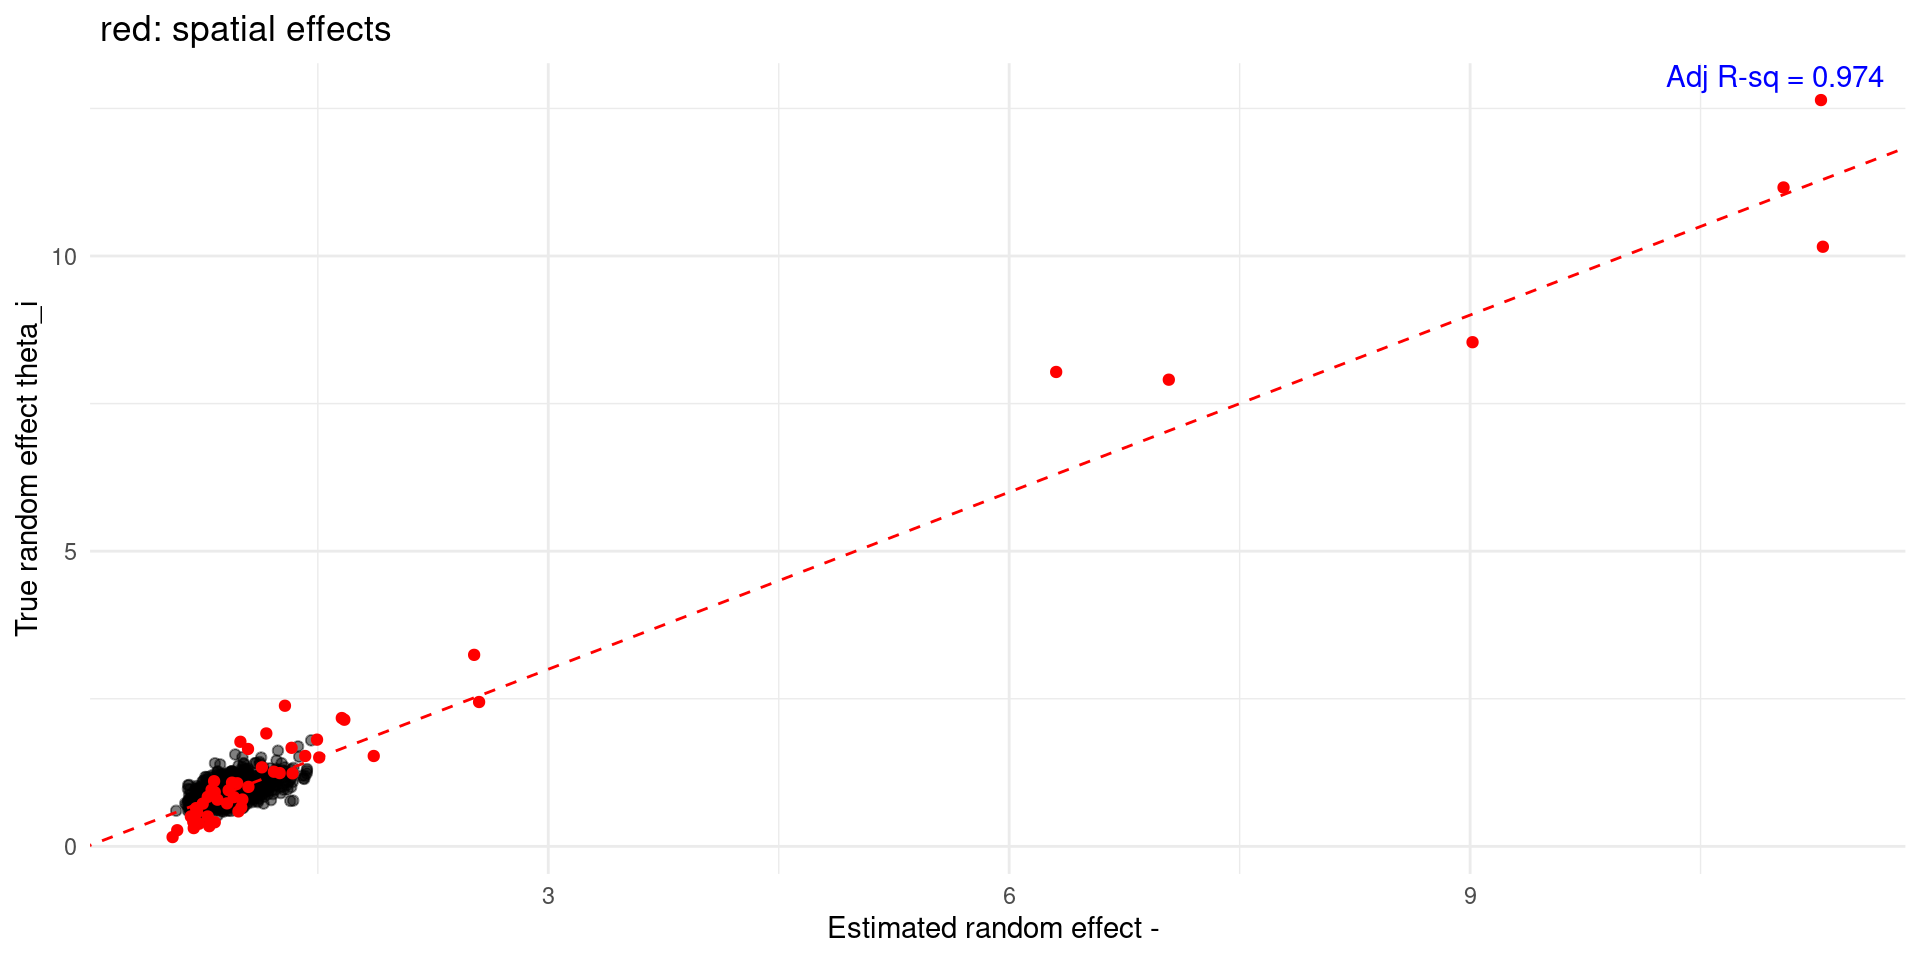 red: spatial effects
Adj R-sq = 0.974
10
5
0
True random effect theta_i
3
6
9
Estimated random effect -